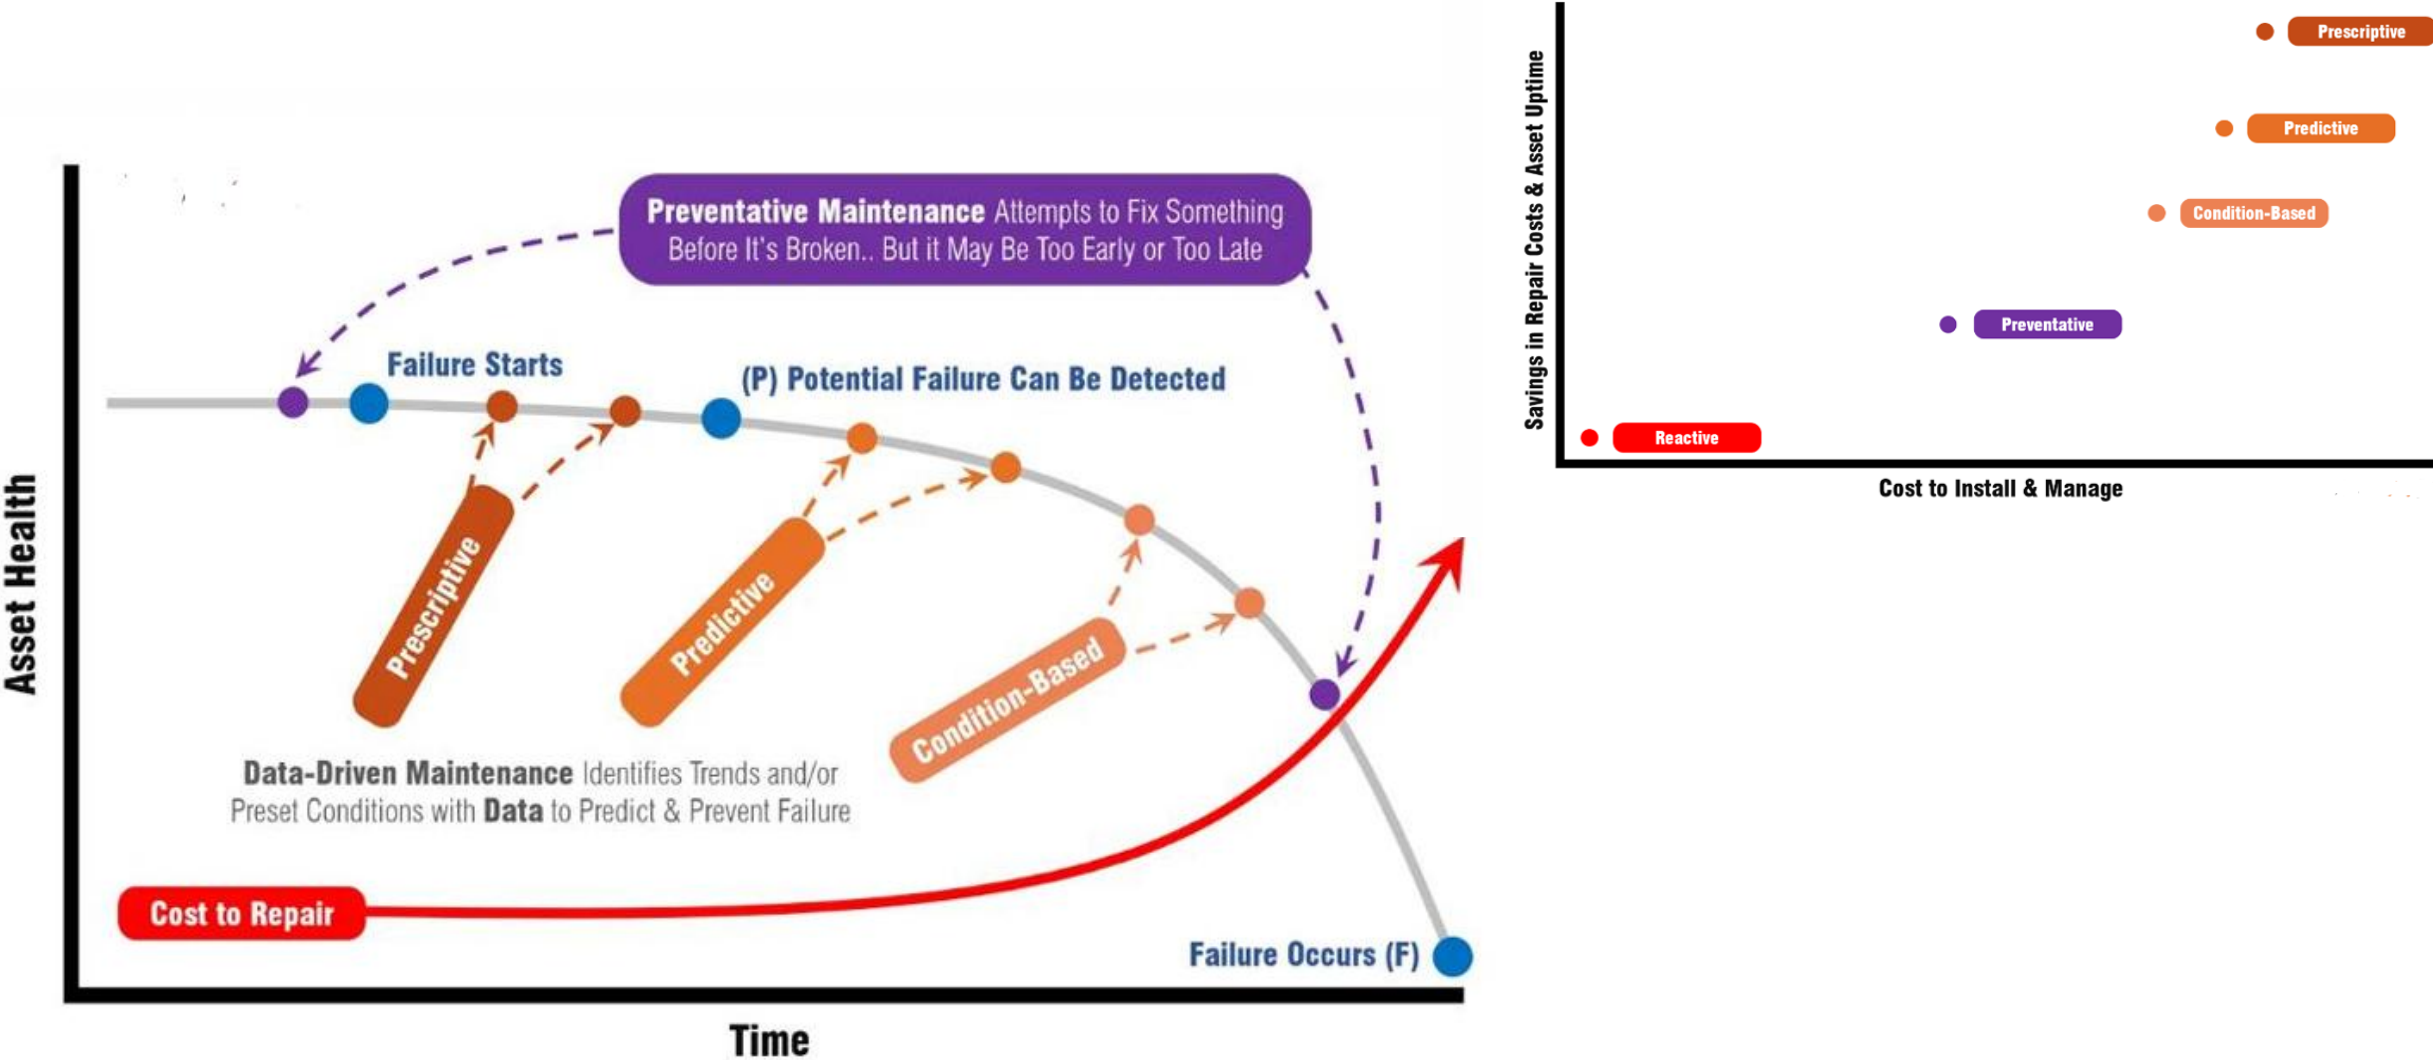 Preventative Maintenance Attempts to Fix Something
Before It's Broken.. But it May Be Too Early or Too Late
Failure Starts
(P) Potential Failure Can Be Detected
Asset Health
Prescriptive
Predictive
Condition-Based
Data-Driven Maintenance Identifies Trends and/or
Preset Conditions with Data to Predict & Prevent Failure
Cost to Repair
Failure Occurs (F)
Time
Savings in Repair Costs & Asset Uptime
Prescriptive
Predictive
Condition-Based
Preventative
Reactive
Cost to Install & Manage